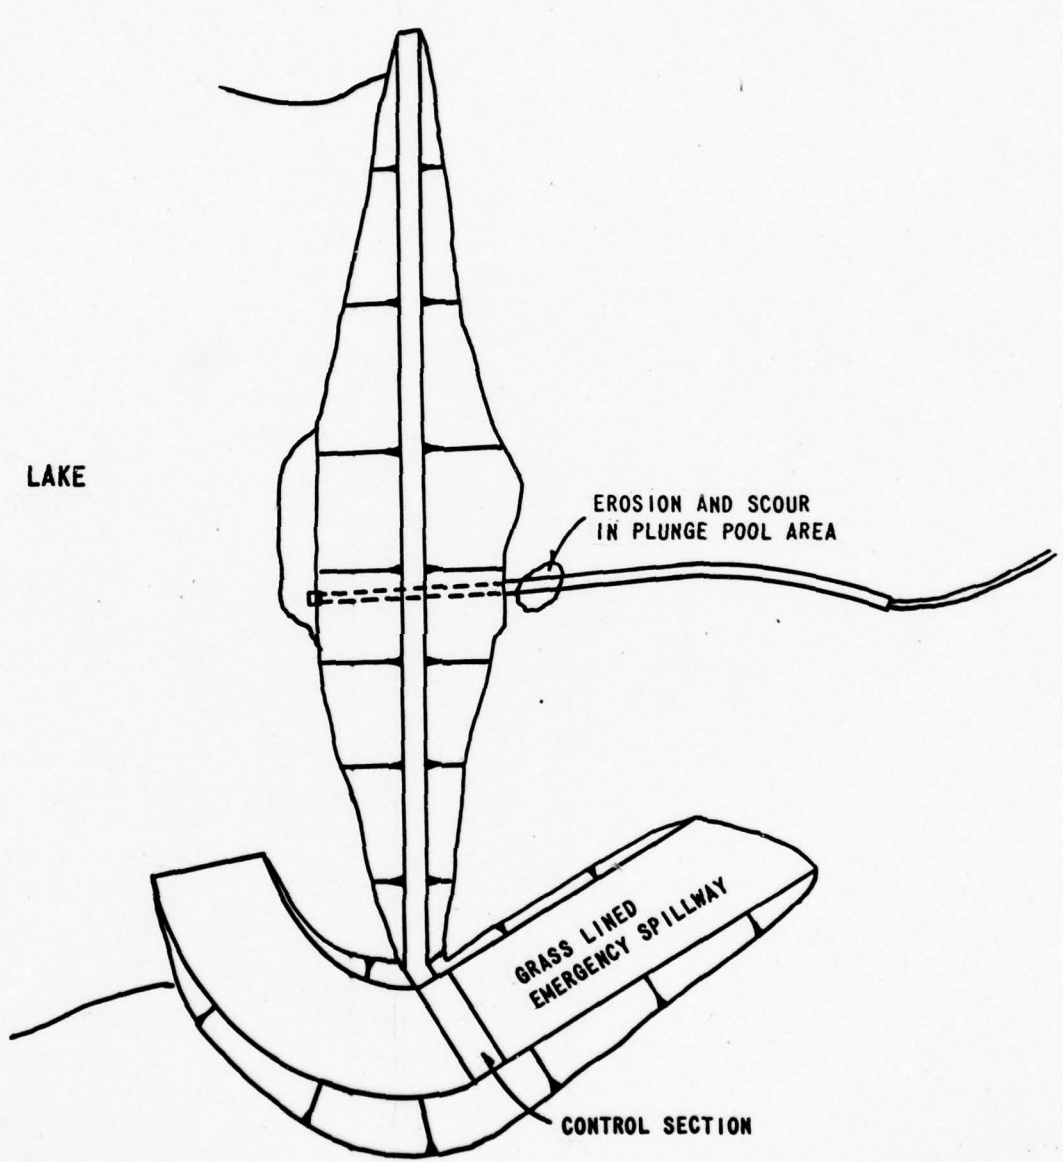 LAKE
EROSION AND SCOUR
IN PLUNGE POOL AREA
GRASS LINED
EMERGENCY SPILLWAY
CONTROL SECTION